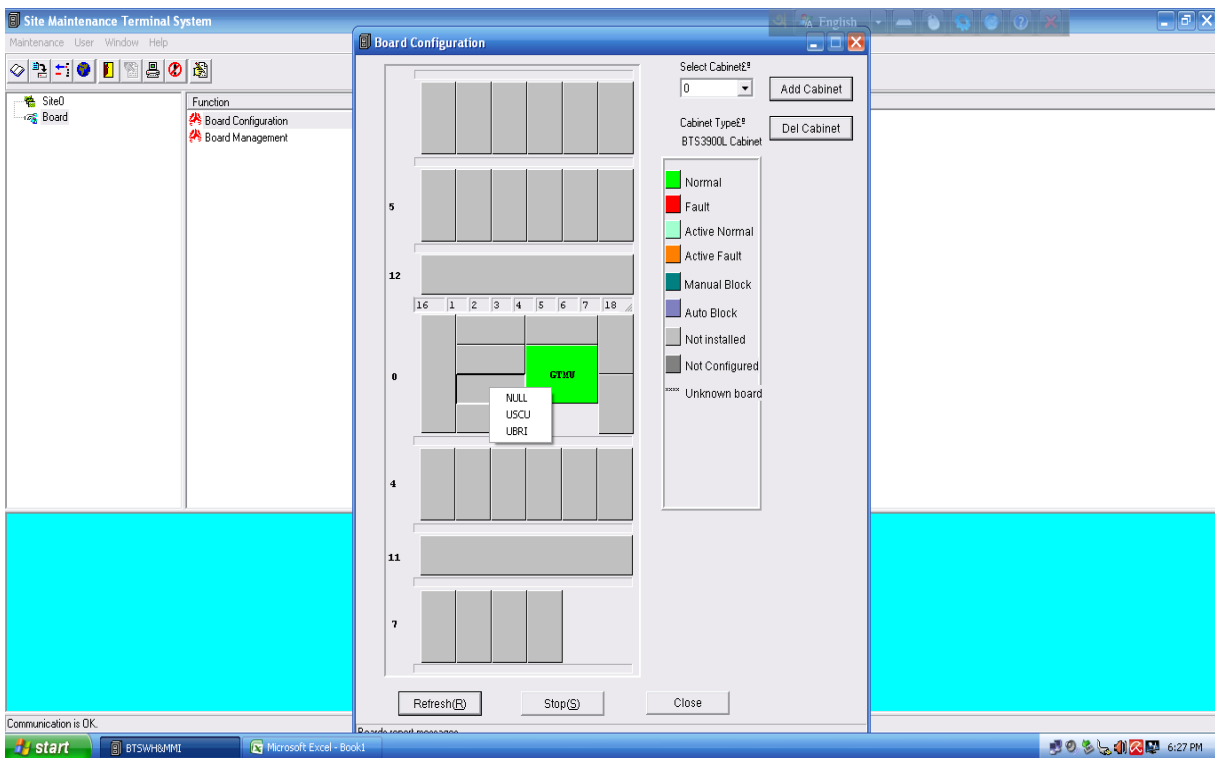 Site Maintenance Terminal System
English
Maintenance User Window Help
Board Configuration
Site0
Board
Function
Board Configuration
Board Management
Select Cabinet£º
0
Add Cabinet
Cabinet Type£º
BTS3900L Cabinet
Del Cabinet
Normal
Fault
Active Normal
Active Fault
Manual Block
Auto Block
Not installed
Not Configured
Unknown board
5
12
16 1 2 3 4 5 6 7 18
0
GTMU
NULL
USCU
UBRI
4
11
7
Refresh(R)
Stop(S)
Close
Communication is OK.
Boards report messages
start
BTSWH&MMI
Microsoft Excel - Book1
6:27 PM